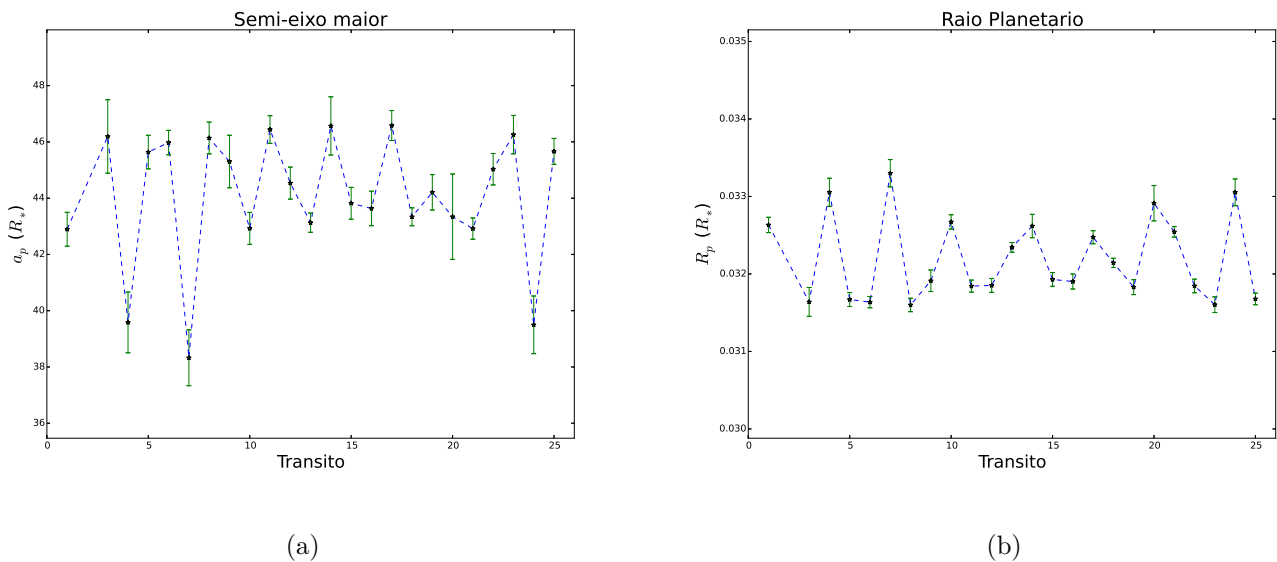 Semi-eixo maior
48
46
44
42
40
38
36
0 5 10 15 20 25
a_p (R_*)
Transito
(a)
Raio Planetario
0.035
0.034
0.033
0.032
0.031
0.030
0 5 10 15 20 25
R_p (R_*)
Transito
(b)